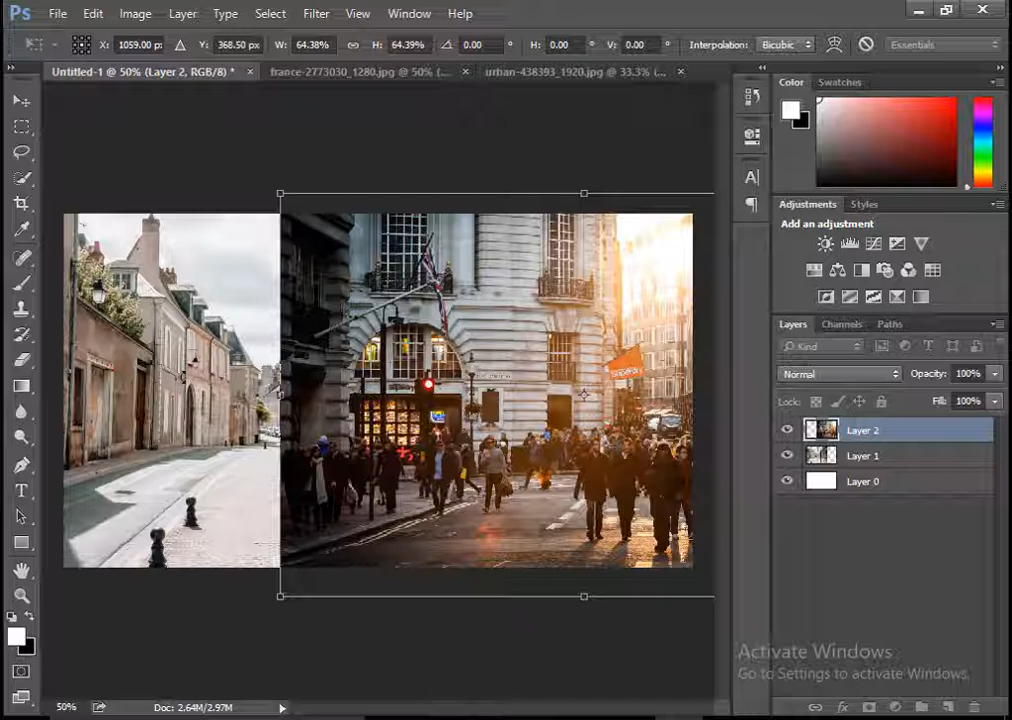 Ps File Edit Image Layer Type Select Filter View Window Help
X: 1059.00 p: Y: 368.50 px W: 64.38% H: 64.39% 0.00 ° H: 0.00 ° V: 0.00 ° Interpolation: Bicubic Essentials
Untitled-1 @ 50% (Layer 2, RGB/8) * × france-2773030_1280.jpg @ 50% (... × urban-438393_1920.jpg @ 33.3% (... ×
Color Swatches
Adjustments Styles
Add an adjustment
Layers Channels Paths
Kind
Normal Opacity: 100%
Lock: Fill: 100%
Layer 2
Layer 1
Layer 0
Activate Windows
Go to Settings to activate Windows.
50% Doc: 2.64M/2.97M